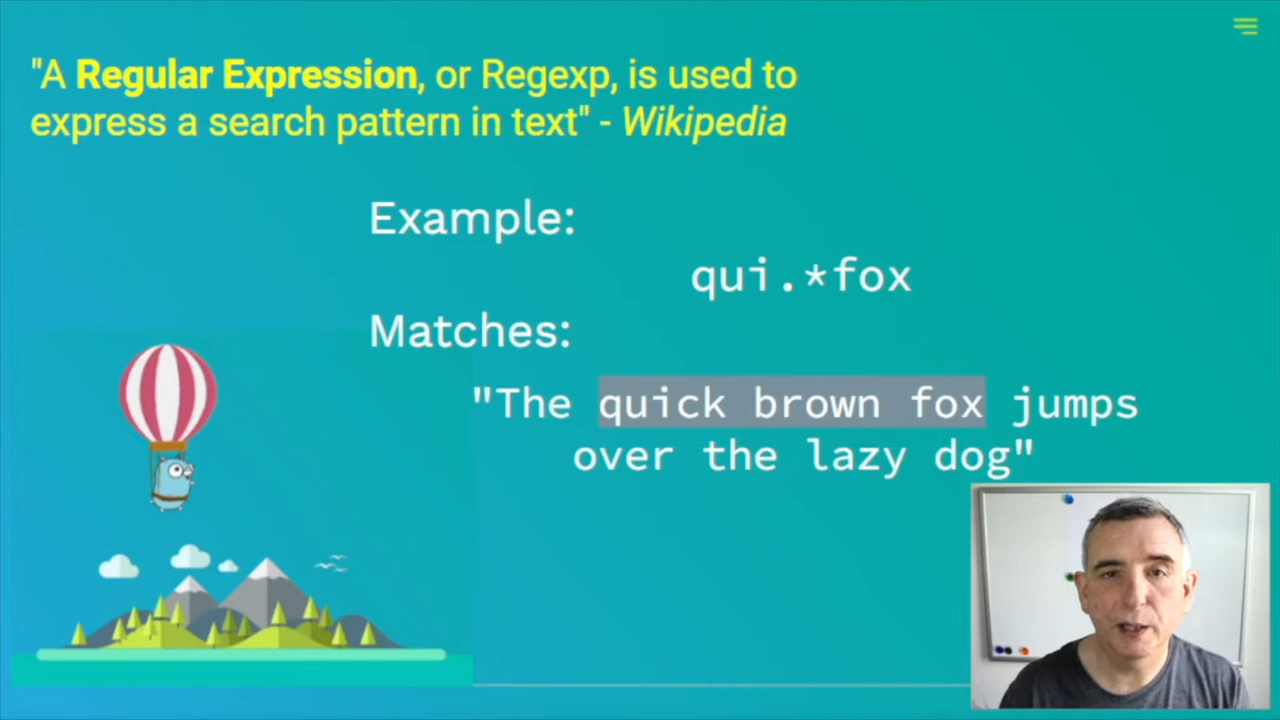 "A Regular Expression, or Regexp, is used to
express a search pattern in text" - Wikipedia
Example:
qui.*fox
Matches:
"The quick brown fox jumps
over the lazy dog"